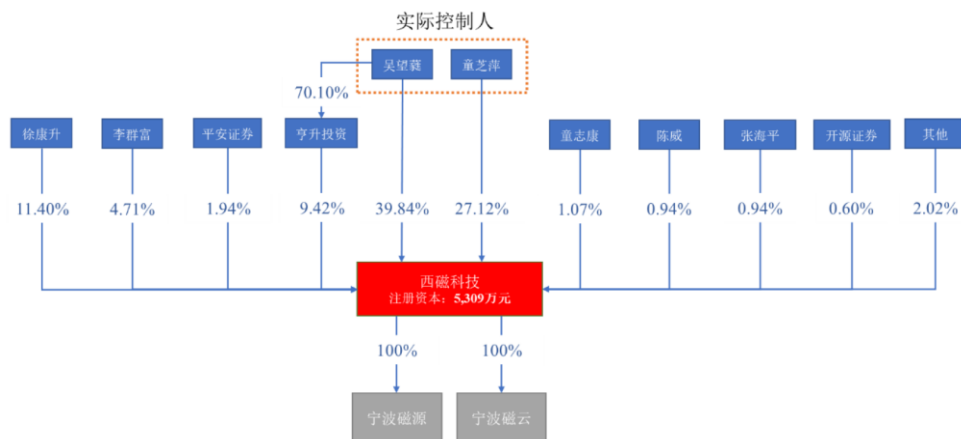 实际控制人
吴望蕤 童芝萍
70.10%
徐康升 李群富 平安证券 亨升投资 童志康 陈威 张海平 开源证券 其他
11.40% 4.71% 1.94% 9.42% 39.84% 27.12% 1.07% 0.94% 0.94% 0.60% 2.02%
西磁科技
注册资本：5,309万元
100% 100%
宁波磁源 宁波磁云